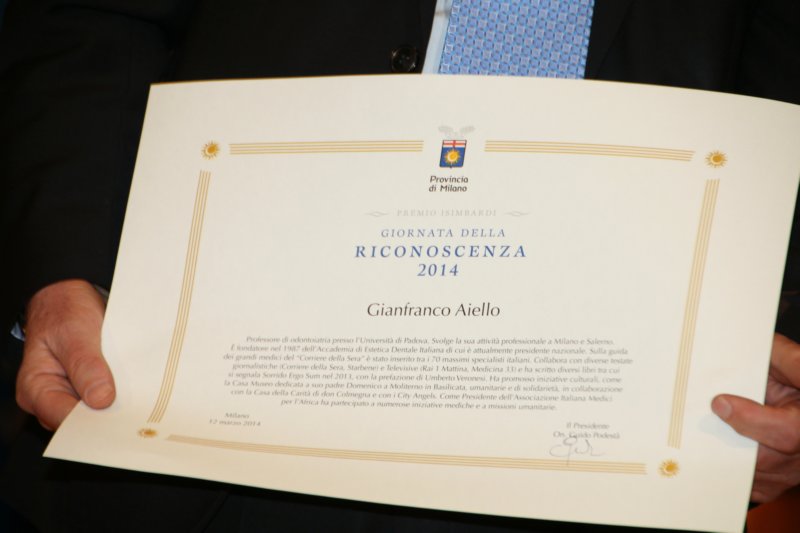 Provincia
di Milano
PREMIO ISIMBARDI
GIORNATA DELLA
RICONOSCENZA
2014
Gianfranco Aiello
Professore di odontoiatria presso l'Università di Padova. Svolge la sua attività professionale a Milano e Salerno.
È fondatore nel 1987 dell'Accademia di Estetica Dentale Italiana di cui è attualmente presidente nazionale. Sulla guida
dei grandi medici del "Corriere della Sera" è stato inserito tra i 70 massimi specialisti italiani. Collabora con diverse testate
giornalistiche (Corriere della Sera, Starbene) e Televisive (Rai 1 Mattina, Medicina 33) e ha scritto diversi libri tra cui
si segnala Sorrido Ergo Sum nel 2013, con la prefazione di Umberto Veronesi. Ha promosso iniziative culturali, come
la Casa Museo dedicata a suo padre Domenico a Moliterno in Basilicata, umanitarie e di solidarietà, in collaborazione
con la Casa della Carità di don Colmegna e con i City Angels. Come Presidente dell'Associazione Italiana Medici
per l'Africa ha partecipato a numerose iniziative mediche e a missioni umanitarie.
Milano
12 marzo 2014
Il Presidente
On. Guido Podestà